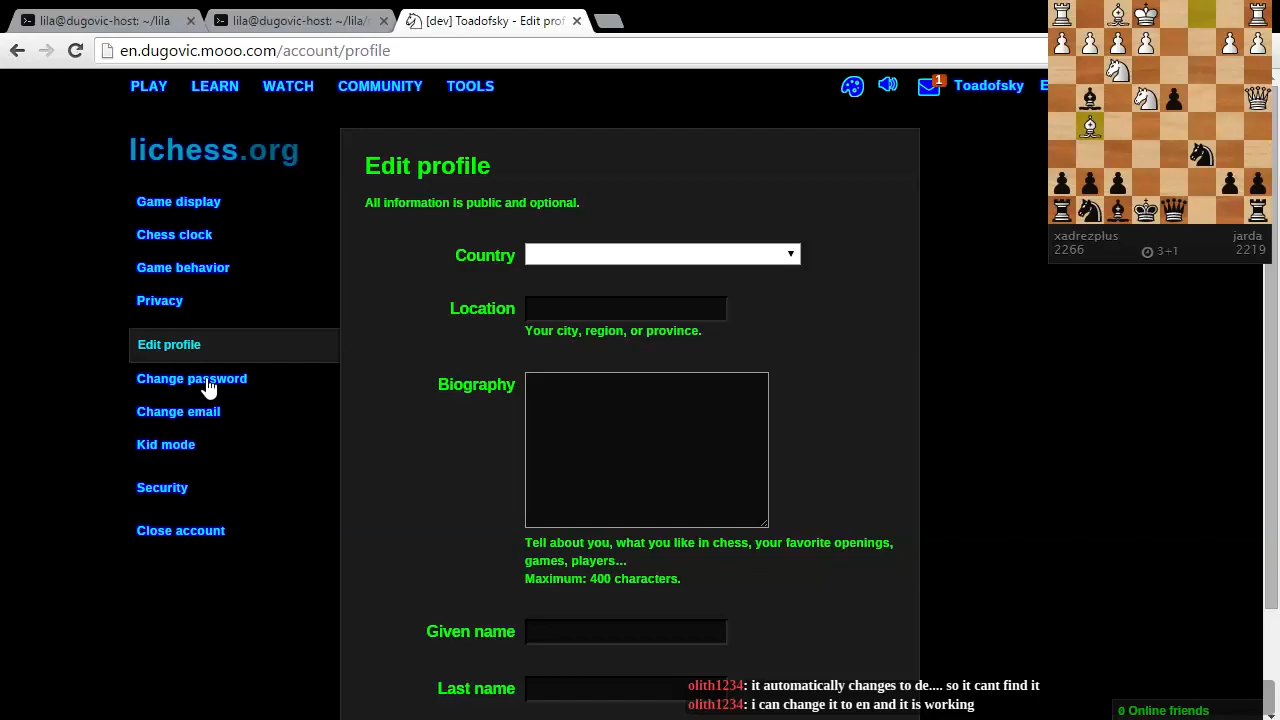 lila@dugovic-host: ~/lila
lila@dugovic-host: ~/lila/
[dev] Toadofsky - Edit prof
en.dugovic.mooo.com/account/profile
PLAY LEARN WATCH COMMUNITY TOOLS
1
Toadofsky
lichess.org
Game display
Chess clock
Game behavior
Privacy
Edit profile
Change password
Change email
Kid mode
Security
Close account
Edit profile
All information is public and optional.
Country
Location
Your city, region, or province.
Biography
Tell about you, what you like in chess, your favorite openings,
games, players...
Maximum: 400 characters.
Given name
Last name
xadrezplus jarda
2266 3+1 2219
olith1234: it automatically changes to de.... so it cant find it
olith1234: i can change it to en and it is working
0 Online friends